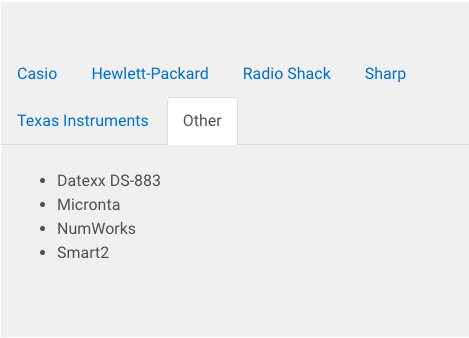 Casio Hewlett-Packard Radio Shack Sharp
Texas Instruments Other
Datexx DS-883
Micronta
NumWorks
Smart2